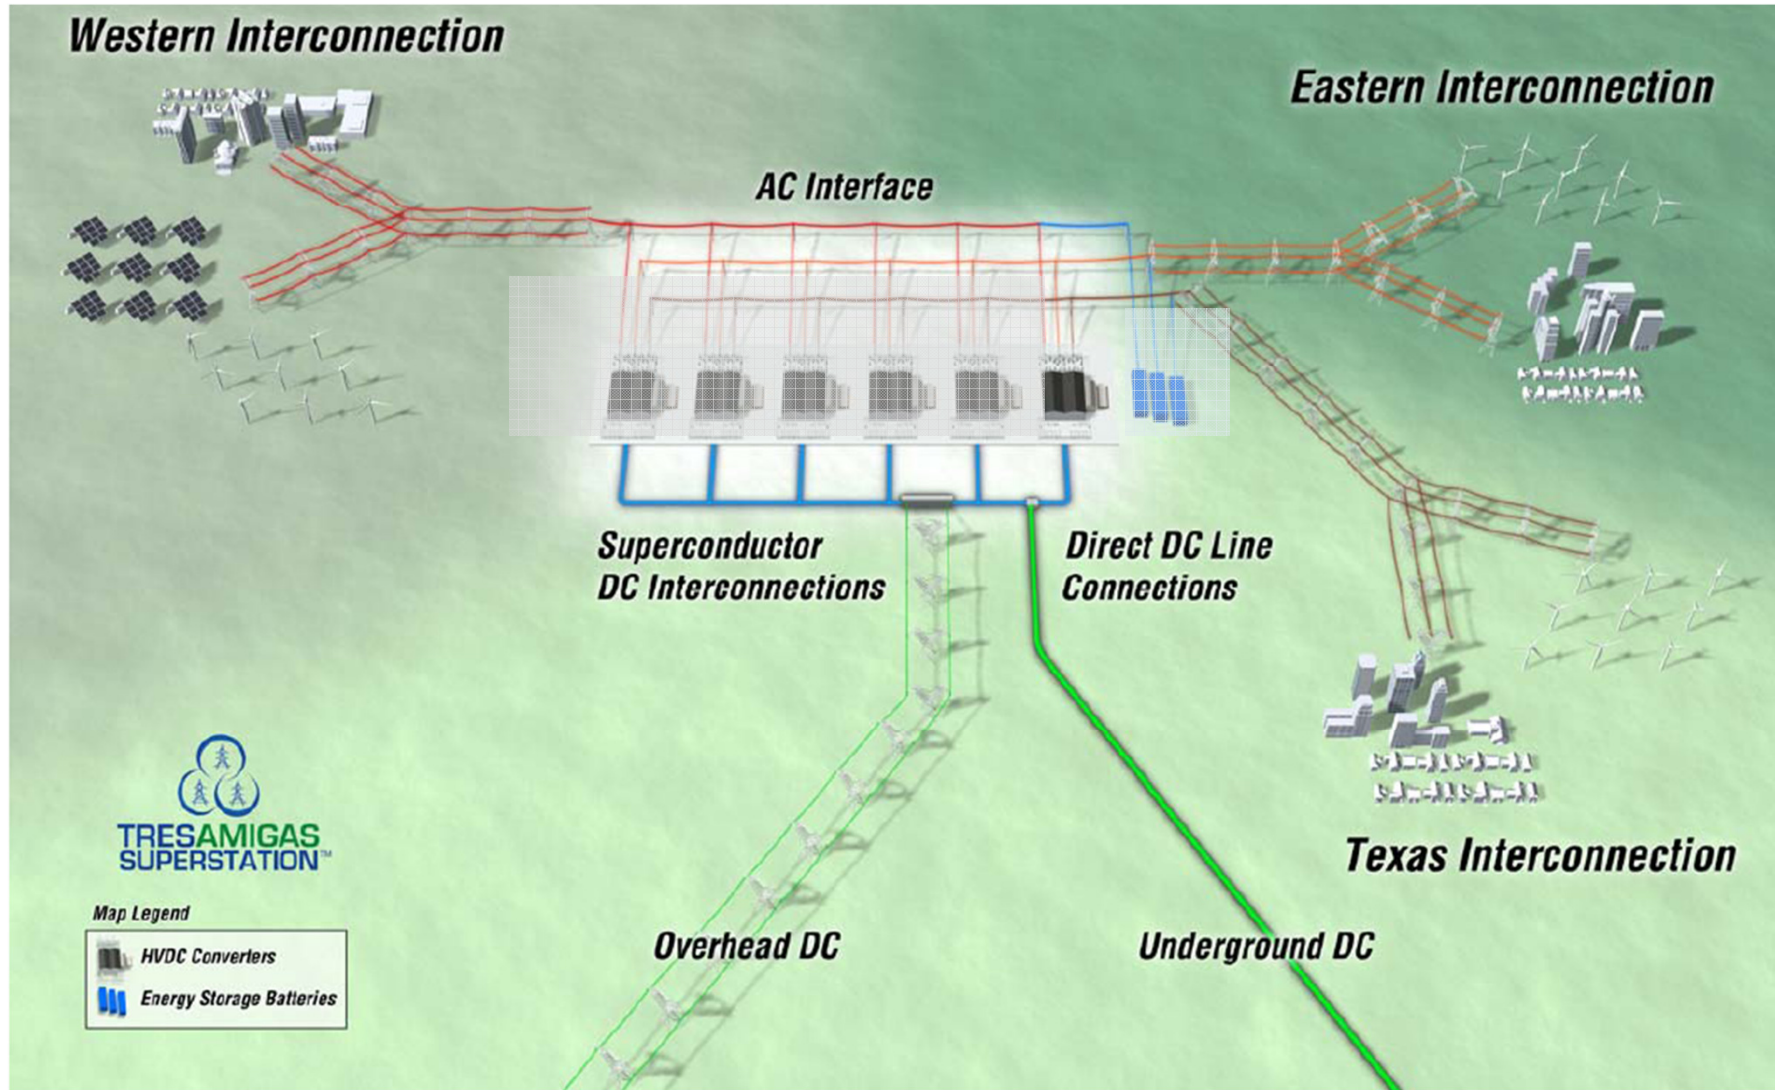 Western Interconnection
Eastern Interconnection
AC Interface
Superconductor
DC Interconnections
Direct DC Line
Connections
TRESAMIGAS
SUPERSTATION™
Texas Interconnection
Map Legend
HVDC Converters
Energy Storage Batteries
Overhead DC
Underground DC